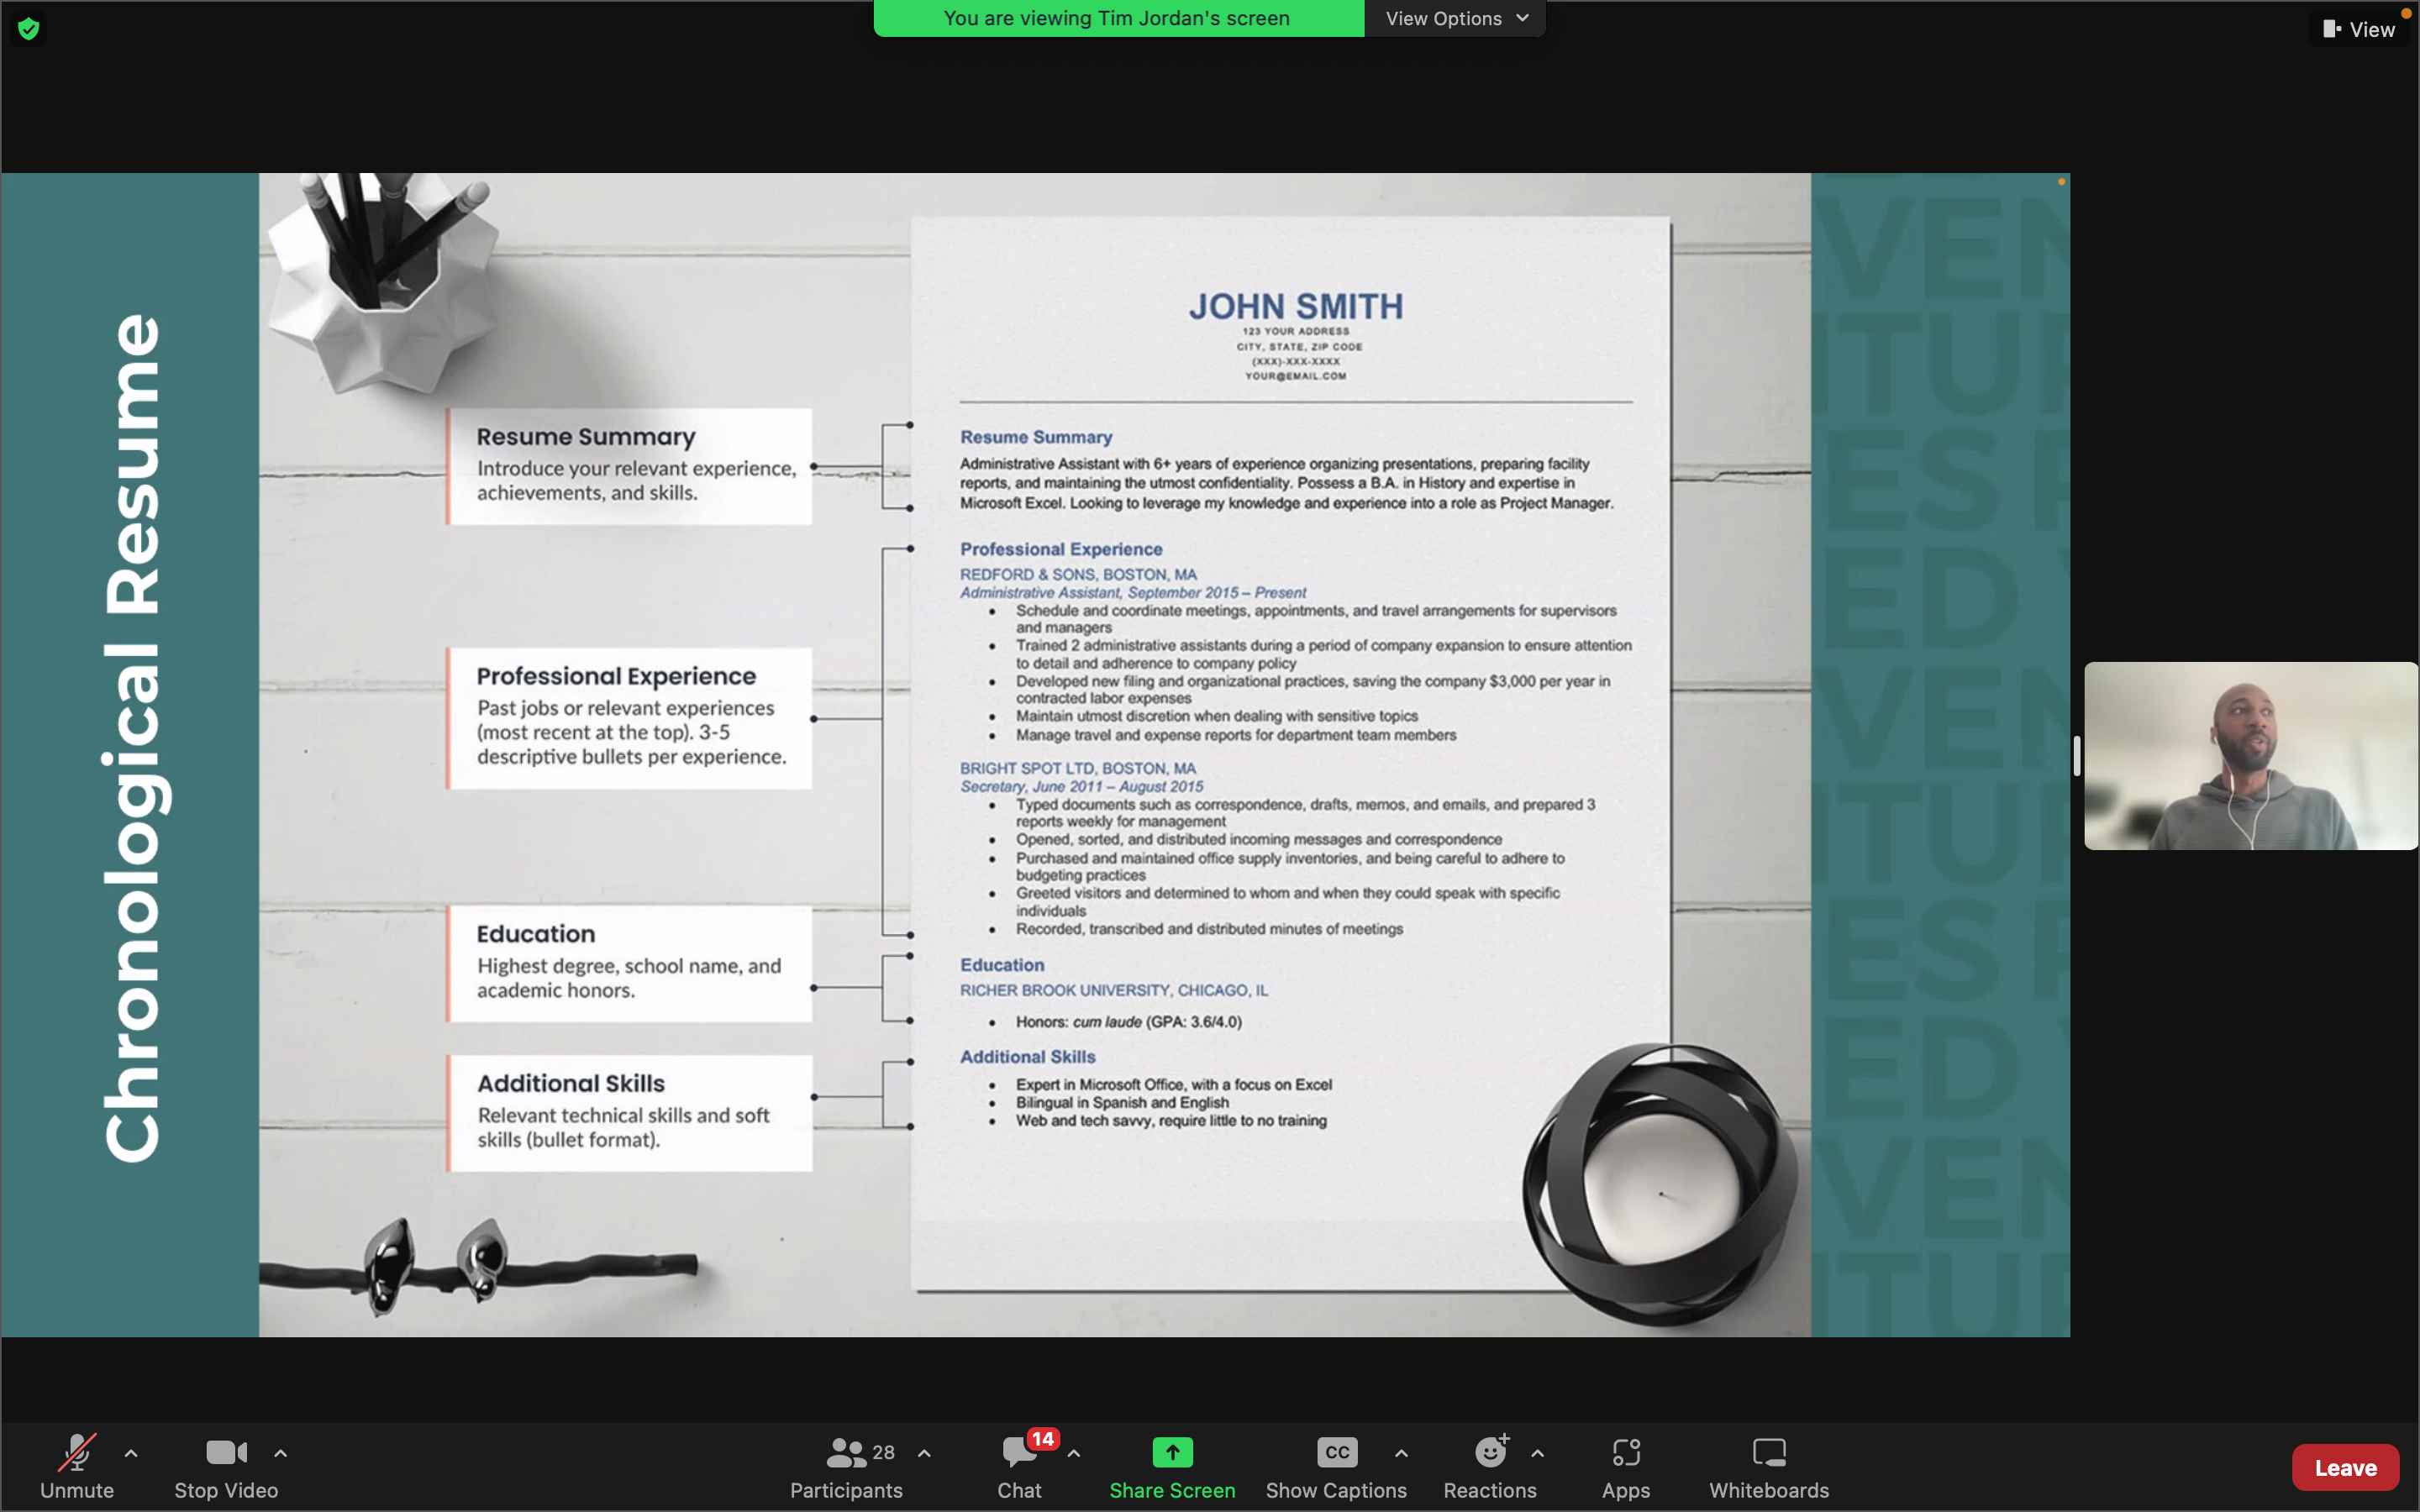 You are viewing Tim Jordan's screen
View Options
View
Chronological Resume
Resume Summary
Introduce your relevant experience,
achievements, and skills.
Professional Experience
Past jobs or relevant experiences
(most recent at the top). 3-5
descriptive bullets per experience.
Education
Highest degree, school name, and
academic honors.
Additional Skills
Relevant technical skills and soft
skills (bullet format).
JOHN SMITH
123 YOUR ADDRESS
CITY, STATE, ZIP CODE
(XXX)-XXX-XXXX
YOUR@EMAIL.COM
Resume Summary
Administrative Assistant with 6+ years of experience organizing presentations, preparing facility
reports, and maintaining the utmost confidentiality. Possess a B.A. in History and expertise in
Microsoft Excel. Looking to leverage my knowledge and experience into a role as Project Manager.
Professional Experience
REDFORD & SONS, BOSTON, MA
Administrative Assistant, September 2015 – Present
• Schedule and coordinate meetings, appointments, and travel arrangements for supervisors
and managers
• Trained 2 administrative assistants during a period of company expansion to ensure attention
to detail and adherence to company policy
• Developed new filing and organizational practices, saving the company $3,000 per year in
contracted labor expenses
• Maintain utmost discretion when dealing with sensitive topics
• Manage travel and expense reports for department team members
BRIGHT SPOT LTD, BOSTON, MA
Secretary, June 2011 – August 2015
• Typed documents such as correspondence, drafts, memos, and emails, and prepared 3
reports weekly for management
• Opened, sorted, and distributed incoming messages and correspondence
• Purchased and maintained office supply inventories, and being careful to adhere to
budgeting practices
• Greeted visitors and determined to whom and when they could speak with specific
individuals
• Recorded, transcribed and distributed minutes of meetings
Education
RICHER BROOK UNIVERSITY, CHICAGO, IL
• Honors: cum laude (GPA: 3.6/4.0)
Additional Skills
• Expert in Microsoft Office, with a focus on Excel
• Bilingual in Spanish and English
• Web and tech savvy, require little to no training
VEN
ITUR
ES P
ED V
VEN
ITUR
ES P
ED V
VEN
ITUR
Unmute
Stop Video
28
Participants
14
Chat
Share Screen
CC
Show Captions
Reactions
Apps
Whiteboards
Leave